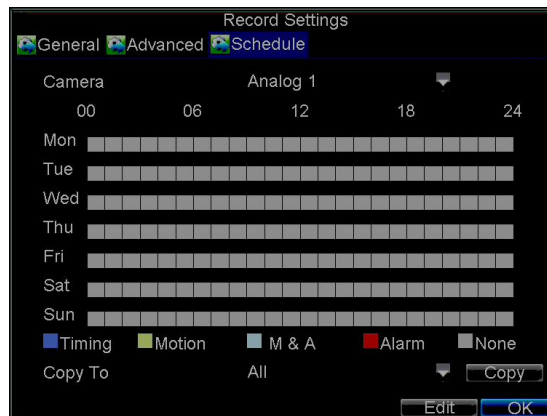 Record Settings
General Advanced Schedule
Camera Analog 1
00 06 12 18 24
Mon
Tue
Wed
Thu
Fri
Sat
Sun
Timing Motion M & A Alarm None
Copy To All Copy
Edit OK